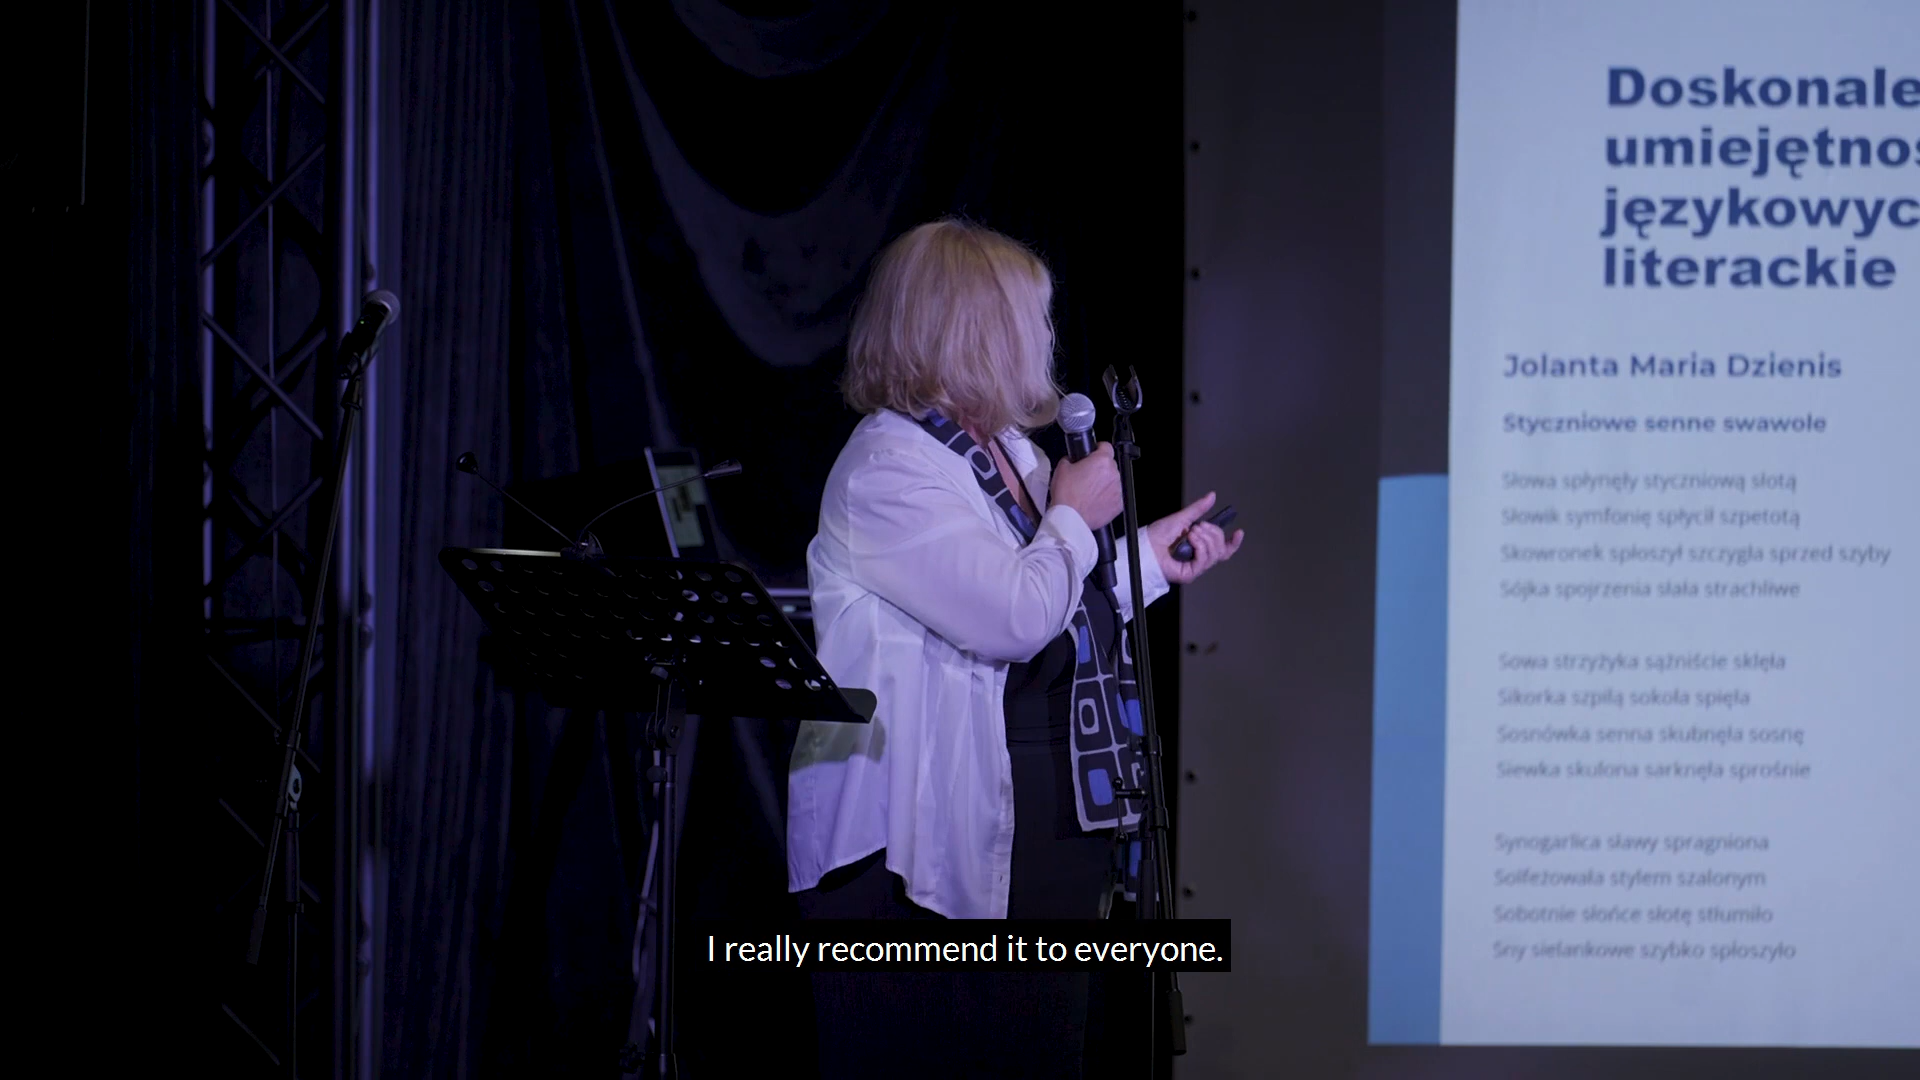 Doskonale
umiejętnoś
językowyc
literackie
Jolanta Maria Dzienis
Styczniowe senne swawole
Słowa spłynęły styczniową słotą
Słowik symfonię spłycił szpetotą
Skowronek spłoszył szczygła sprzed szyby
Sójka spojrzenia słała strachliwe
Sowa strzyżyka sążniście sklęła
Sikorka szpilą sokoła spięła
Sosnówka senna skubnęła sosnę
Siewka skulona sarknęła sprośnie
Synogarlica sławy spragniona
Solfeżowała stylem szalonym
Sobotnie słońce słotę stłumiło
Sny sielankowe szybko spłoszyło
I really recommend it to everyone.